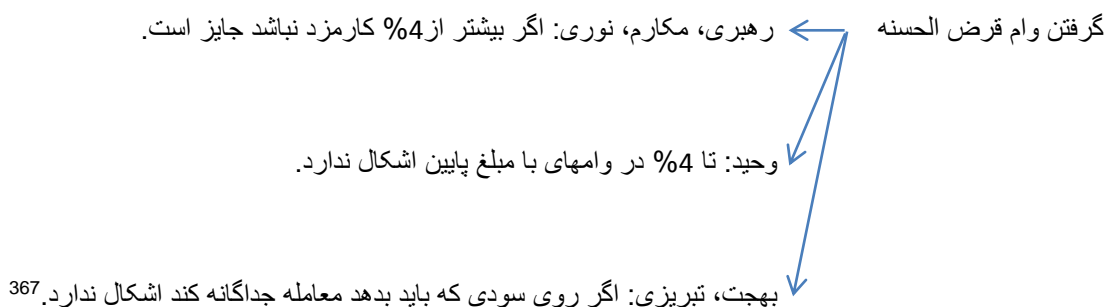 گرفتن وام قرض الحسنه
رهبری، مکارم، نوری: اگر بیشتر از4% کارمزد نباشد جایز است.
وحید: تا 4% در وامهای با مبلغ پایین اشکال ندارد.
بهجت، تبریزی: اگر روی سودی که باید بدهد معامله جداگانه کند اشکال ندارد.367